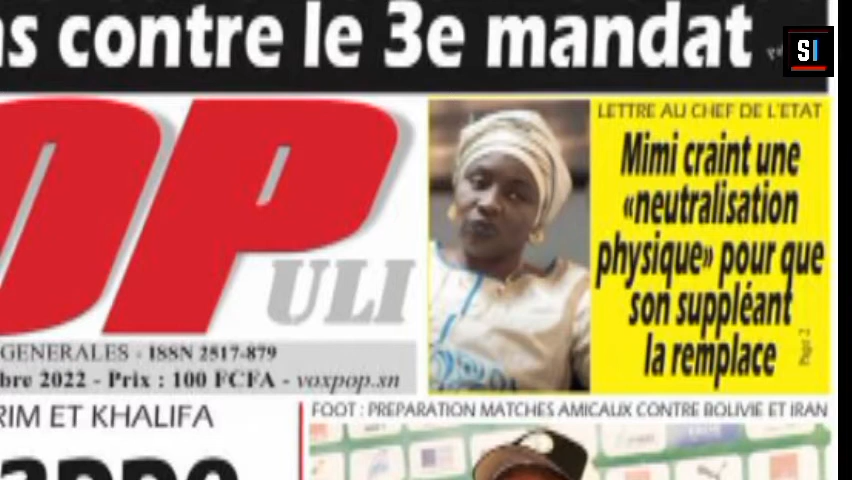 ns contre le 3e mandat
SI
OP
ULI
LETTRE AU CHEF DE L'ETAT
Mimi craint une
«neutralisation
physique» pour que
son suppléant
la remplace
Page 2
GENERALES - ISSN 2517-879
bre 2022 - Prix : 100 FCFA - voxpop.sn
RIM ET KHALIFA
FOOT : PREPARATION MATCHES AMICAUX CONTRE BOLIVIE ET IRAN